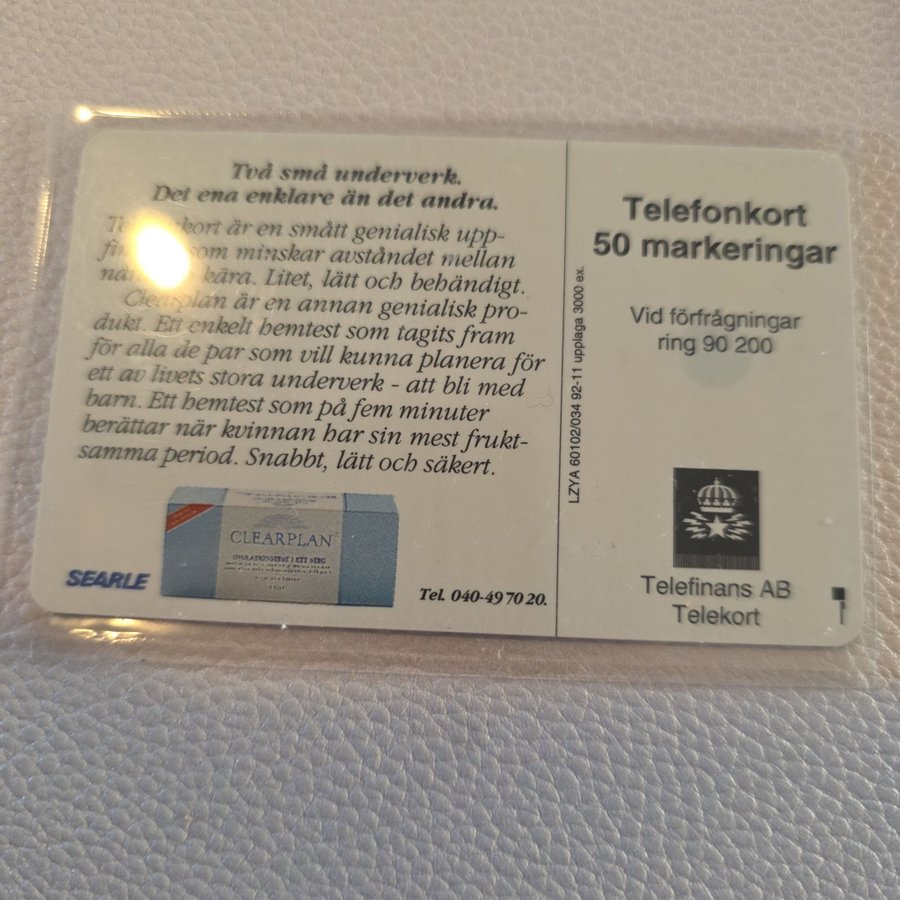 Två små underverk.
Det ena enklare än det andra.
kort är en smått genialisk upp-
som minskar avståndet mellan
kära. Litet, lätt och behändigt.
Clearplan är en annan genialisk pro-
dukt. Ett enkelt hemtest som tagits fram
för alla de par som vill kunna planera för
ett av livets stora underverk - att bli med
barn. Ett hemtest som på fem minuter
berättar när kvinnan har sin mest frukt-
samma period. Snabbt, lätt och säkert.
CLEARPLAN
OVULATIONSTEST I ETT STEG
SEARLE
Tel. 040-49 70 20.
LZYA 60102/034 92-11 upplaga 3000 ex.
Telefonkort
50 markeringar
Vid förfrågningar
ring 90 200
Telefinans AB
Telekort